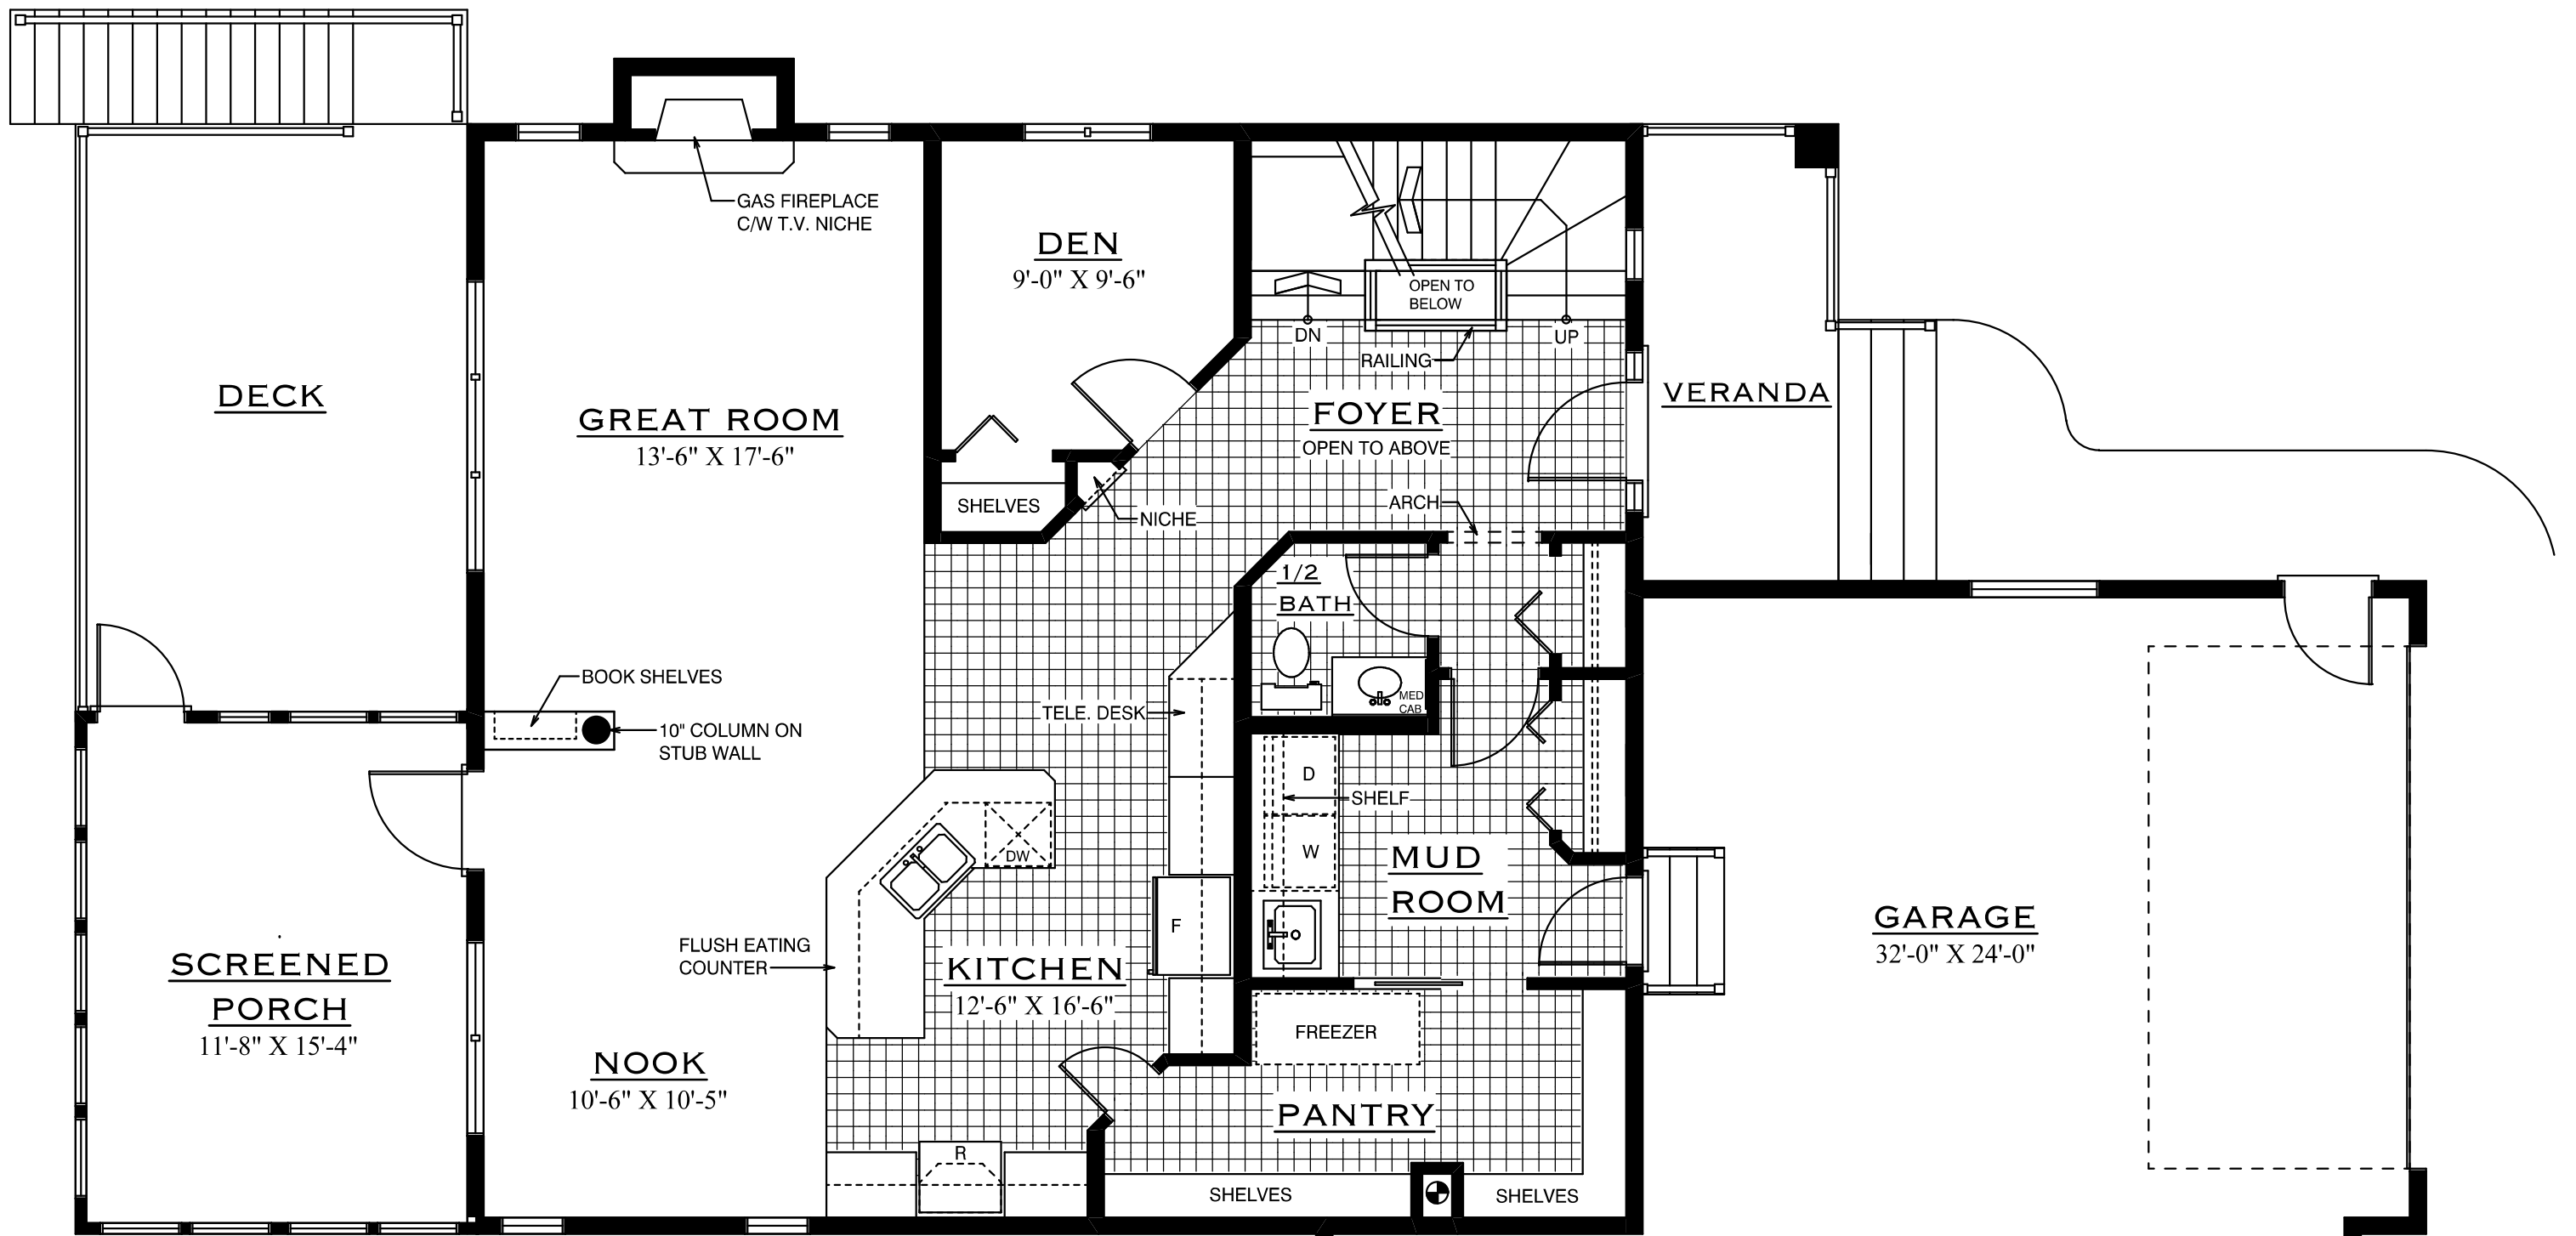 GAS FIREPLACE
C/W T.V. NICHE
DEN
9'-0" X 9'-6"
OPEN TO
BELOW
DN
UP
RAILING
DECK
GREAT ROOM
13'-6" X 17'-6"
FOYER
OPEN TO ABOVE
VERANDA
SHELVES
NICHE
ARCH
1/2
BATH
BOOK SHELVES
10" COLUMN ON
STUB WALL
TELE. DESK
MED
CAB
D
SHELF
W
DW
MUD
ROOM
F
FLUSH EATING
COUNTER
KITCHEN
12'-6" X 16'-6"
GARAGE
32'-0" X 24'-0"
SCREENED
PORCH
11'-8" X 15'-4"
NOOK
10'-6" X 10'-5"
FREEZER
PANTRY
R
SHELVES
SHELVES